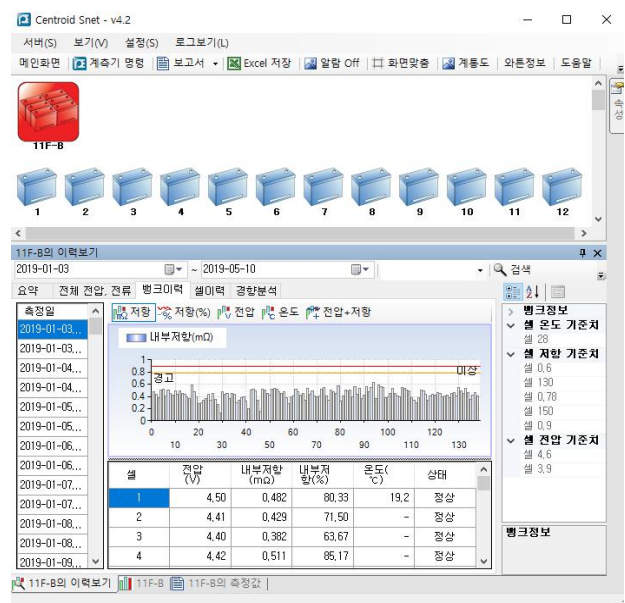 Centroid Snet - v4.2
서버(S) 보기(V) 설정(S) 로그보기(L)
메인화면 계측기 명령 보고서 Excel 저장 알람 Off 화면맞춤 계통도 와튼정보 도움말
속성
11F-B
1 2 3 4 5 6 7 8 9 10 11 12
11F-B의 이력보기
2019-01-03 ~ 2019-05-10 검색
요약 전체 전압, 전류 뱅크이력 셀이력 경향분석
측정일
2019-01-03...
2019-01-03...
2019-01-04...
2019-01-04...
2019-01-05...
2019-01-05...
2019-01-06...
2019-01-06...
2019-01-07...
2019-01-07...
2019-01-08...
2019-01-08...
2019-01-09...
저항 저항(%) 전압 온도 전압+저항
내부저항(mΩ)
1
0.8
0.6
0.4
0.2
0
경고
이상
0 20 40 60 80 100 120
10 30 50 70 90 110 130
셀 전압(V) 내부저항(mΩ) 내부저항(%) 온도(℃) 상태
1 4,50 0,482 80,33 19,2 정상
2 4,41 0,429 71,50 - 정상
3 4,40 0,382 63,67 - 정상
4 4,42 0,511 85,17 - 정상
뱅크정보
셀 온도 기준치
셀 28
셀 저항 기준치
셀 0,6
셀 130
셀 0,78
셀 150
셀 0,9
셀 전압 기준치
셀 4,6
셀 3,9
뱅크정보
11F-B의 이력보기 11F-B 11F-B의 측정값